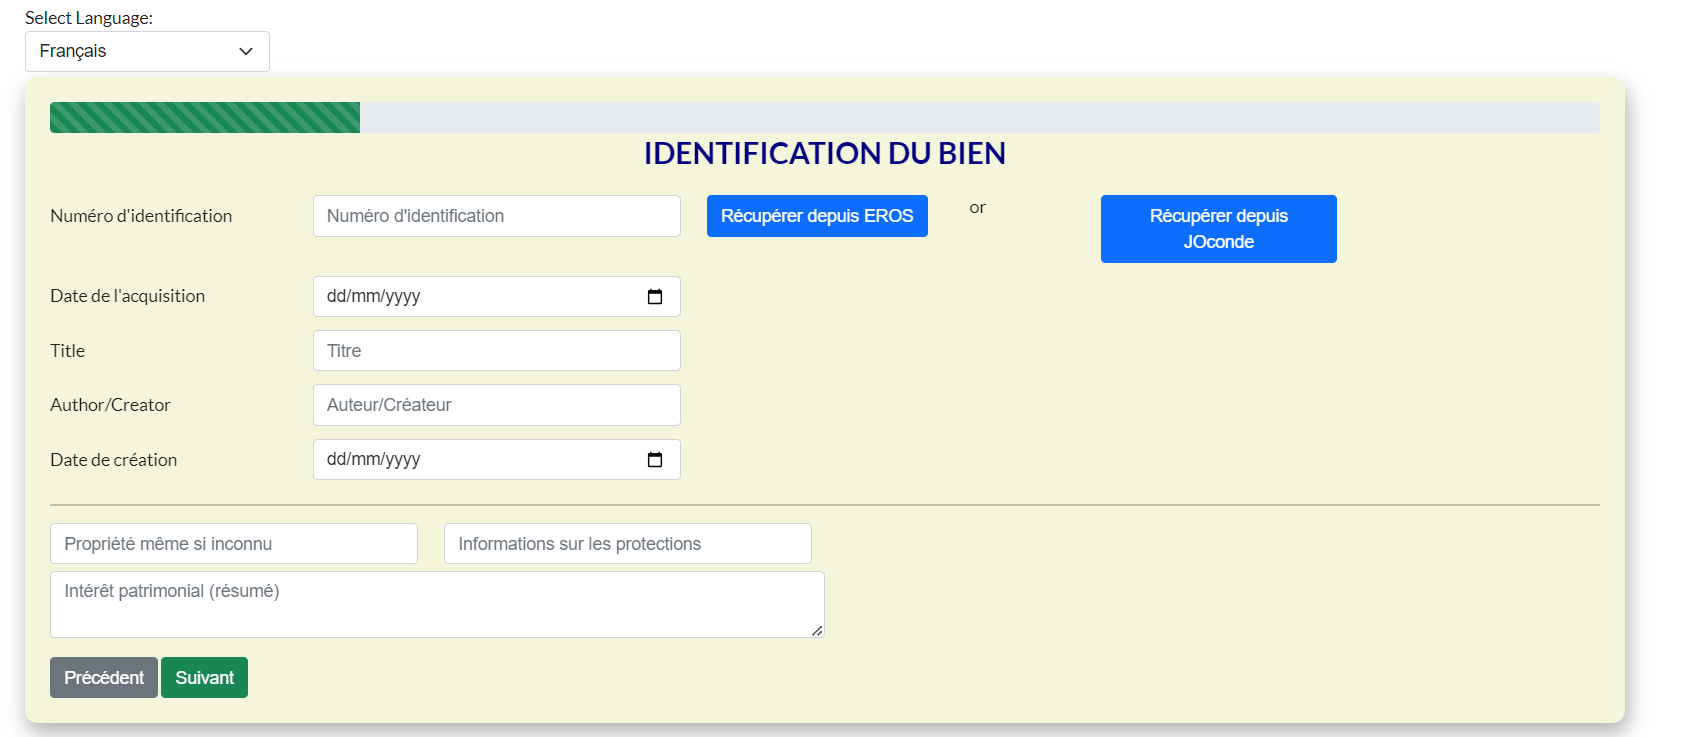 Select Language:
Français
IDENTIFICATION DU BIEN
Numéro d'identification
Numéro d'identification
Récupérer depuis EROS
or
Récupérer depuis
JOconde
Date de l'acquisition
dd/mm/yyyy
Title
Titre
Author/Creator
Auteur/Créateur
Date de création
dd/mm/yyyy
Propriété même si inconnu
Informations sur les protections
Intérêt patrimonial (résumé)
Précédent
Suivant